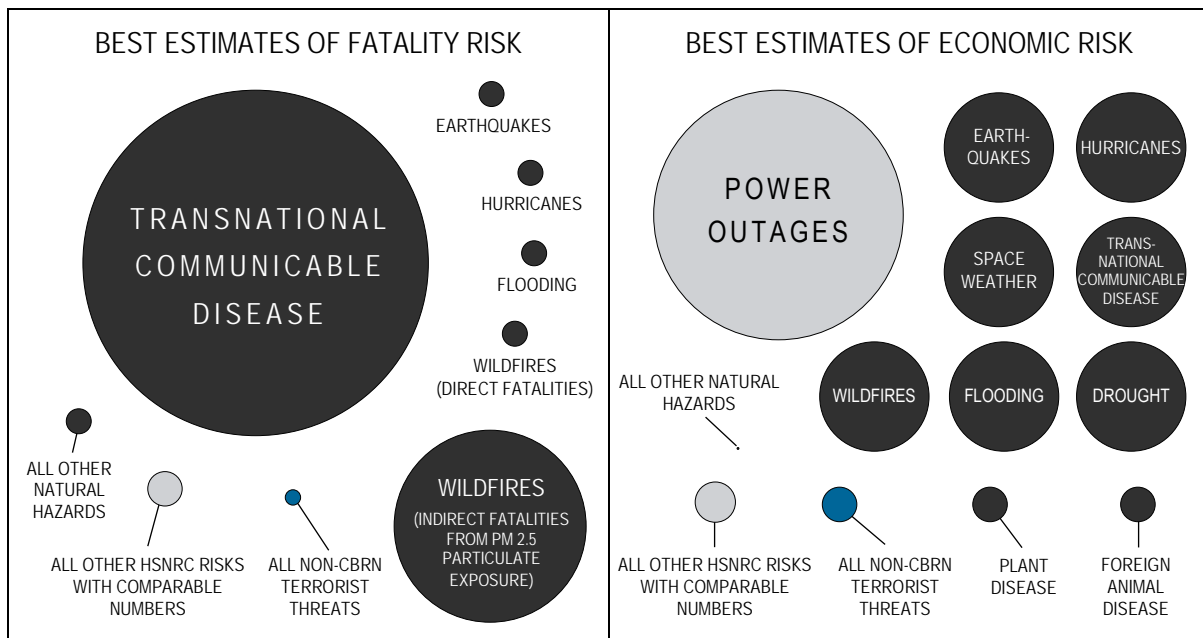 BEST ESTIMATES OF FATALITY RISK
TRANSNATIONAL
COMMUNICABLE
DISEASE
EARTHQUAKES
HURRICANES
FLOODING
WILDFIRES
(DIRECT FATALITIES)
ALL OTHER
NATURAL
HAZARDS
ALL OTHER HSNRC RISKS
WITH COMPARABLE
NUMBERS
ALL NON-CBRN
TERRORIST
THREATS
WILDFIRES
(INDIRECT FATALITIES
FROM PM 2.5
PARTICULATE
EXPOSURE)
BEST ESTIMATES OF ECONOMIC RISK
POWER
OUTAGES
EARTH-
QUAKES
HURRICANES
SPACE
WEATHER
TRANS-
NATIONAL
COMMUNICABLE
DISEASE
ALL OTHER NATURAL
HAZARDS
WILDFIRES
FLOODING
DROUGHT
ALL OTHER HSNRC RISKS
WITH COMPARABLE
NUMBERS
ALL NON-CBRN
TERRORIST
THREATS
PLANT
DISEASE
FOREIGN
ANIMAL
DISEASE